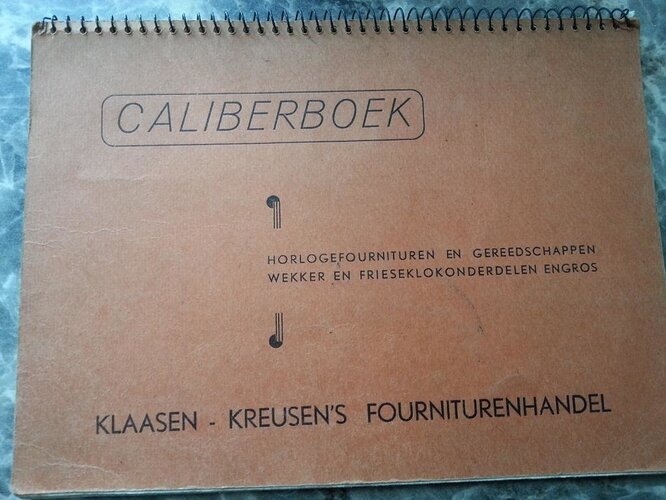 CALIBERBOEK
HORLOGEFOURNITUREN EN GEREEDSCHAPPEN
WEKKER EN FRIESEKLOKONDERDELEN ENGROS
KLAASEN - KREUSEN'S FOURNITURENHANDEL